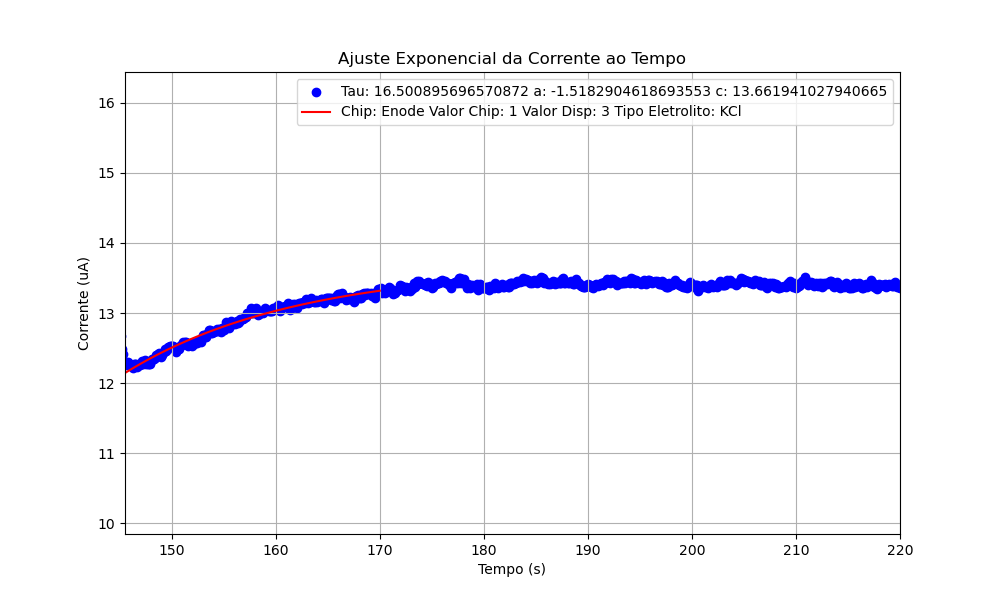 Ajuste Exponencial da Corrente ao Tempo
Tau: 16.500895696570872 a: -1.5182904618693553 c: 13.661941027940665
Chip: Enode Valor Chip: 1 Valor Disp: 3 Tipo Eletrolito: KCl
16
15
14
13
12
11
10
Corrente (uA)
150 160 170 180 190 200 210 220
Tempo (s)